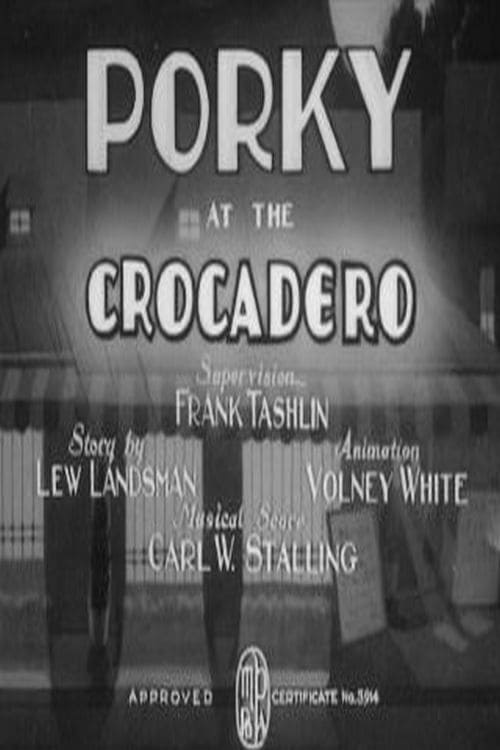 PORKY
AT THE
CROCADERO
Supervision
FRANK TASHLIN
Story by
LEW LANDSMAN
Animation
VOLNEY WHITE
Musical Score
CARL W. STALLING
APPROVED
MPPDA
CERTIFICATE No. 3914